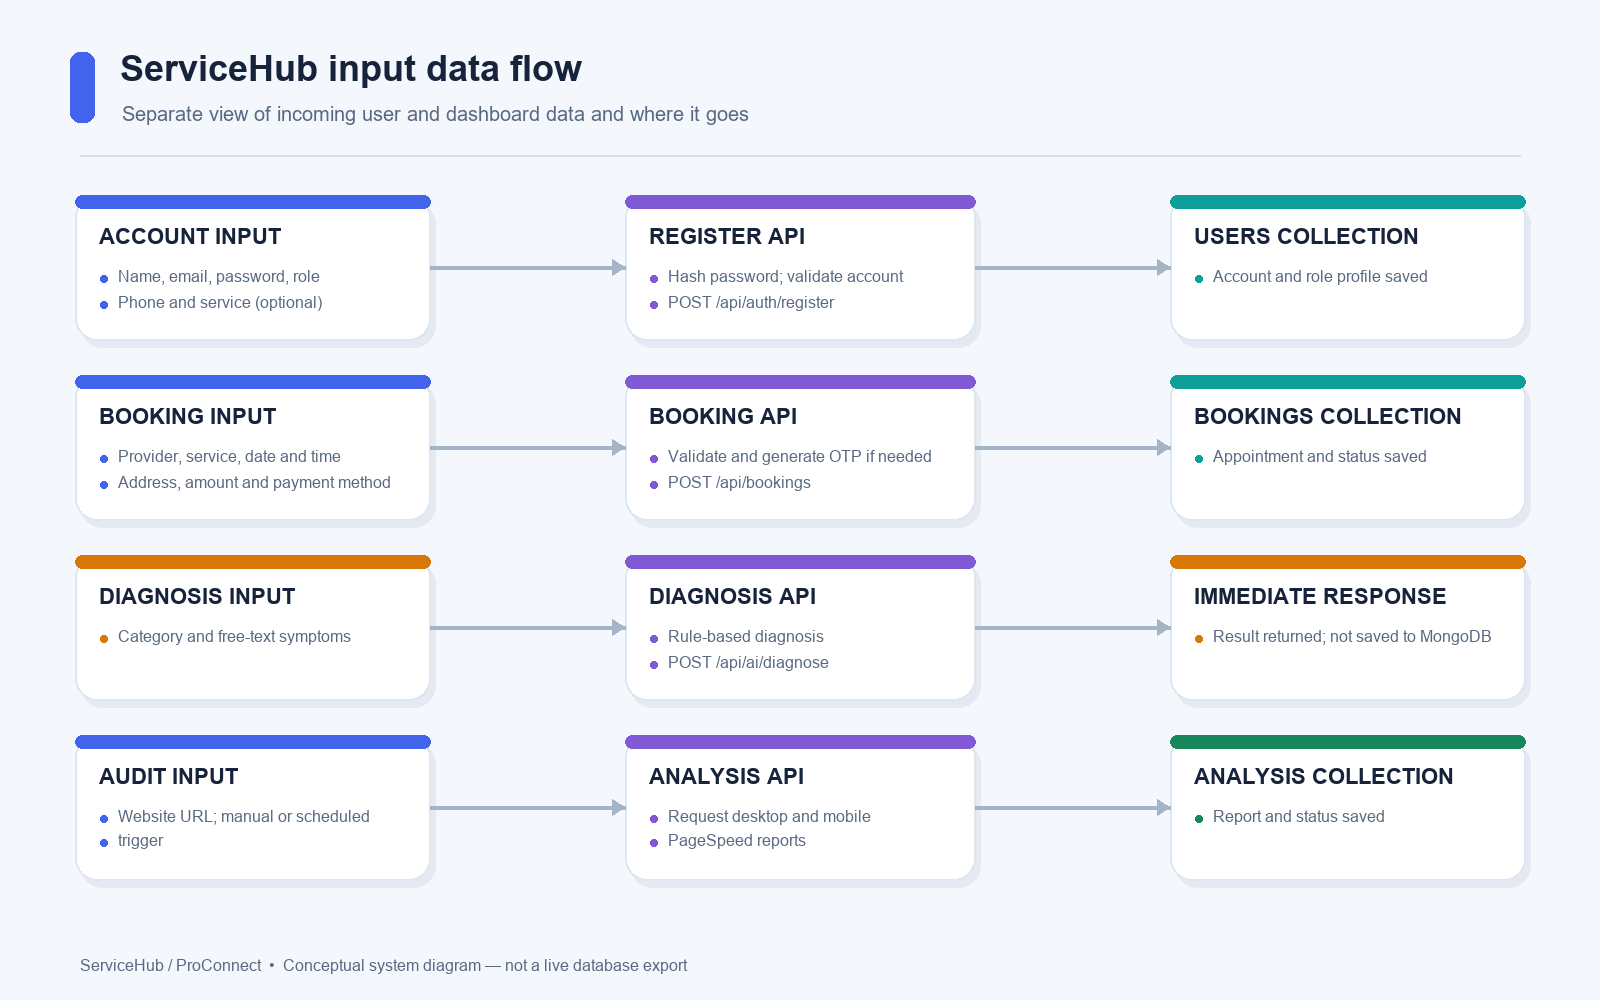 ServiceHub input data flow
Separate view of incoming user and dashboard data and where it goes
ACCOUNT INPUT
Name, email, password, role
Phone and service (optional)
REGISTER API
Hash password; validate account
POST /api/auth/register
USERS COLLECTION
Account and role profile saved
BOOKING INPUT
Provider, service, date and time
Address, amount and payment method
BOOKING API
Validate and generate OTP if needed
POST /api/bookings
BOOKINGS COLLECTION
Appointment and status saved
DIAGNOSIS INPUT
Category and free-text symptoms
DIAGNOSIS API
Rule-based diagnosis
POST /api/ai/diagnose
IMMEDIATE RESPONSE
Result returned; not saved to MongoDB
AUDIT INPUT
Website URL; manual or scheduled
trigger
ANALYSIS API
Request desktop and mobile
PageSpeed reports
ANALYSIS COLLECTION
Report and status saved
ServiceHub / ProConnect • Conceptual system diagram — not a live database export